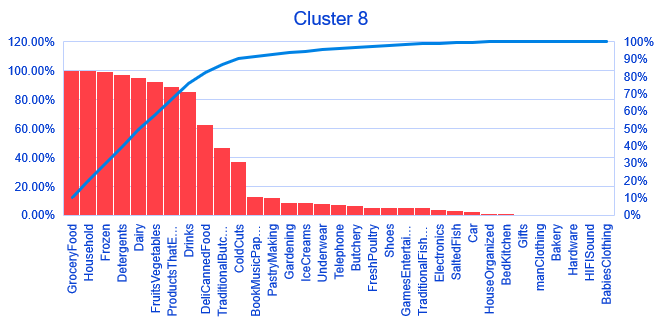 Cluster 8
120.00%
100.00%
80.00%
60.00%
40.00%
20.00%
0.00%
100%
90%
80%
70%
60%
50%
40%
30%
20%
10%
0%
GroceryFood
Household
Frozen
Detergents
Dairy
FruitsVegetables
ProductsThatE...
Drinks
DeliCannedFood
TraditionalButc...
ColdCuts
BookMusicPap...
PastryMaking
Gardening
IceCreams
Underwear
Telephone
Butchery
FreshPoultry
Shoes
GamesEntertai...
TraditionalFish...
Electronics
SaltedFish
Car
HouseOrganized
BedKitchen
Gifts
manClothing
Bakery
Hardware
HIFISound
BabiesClothing